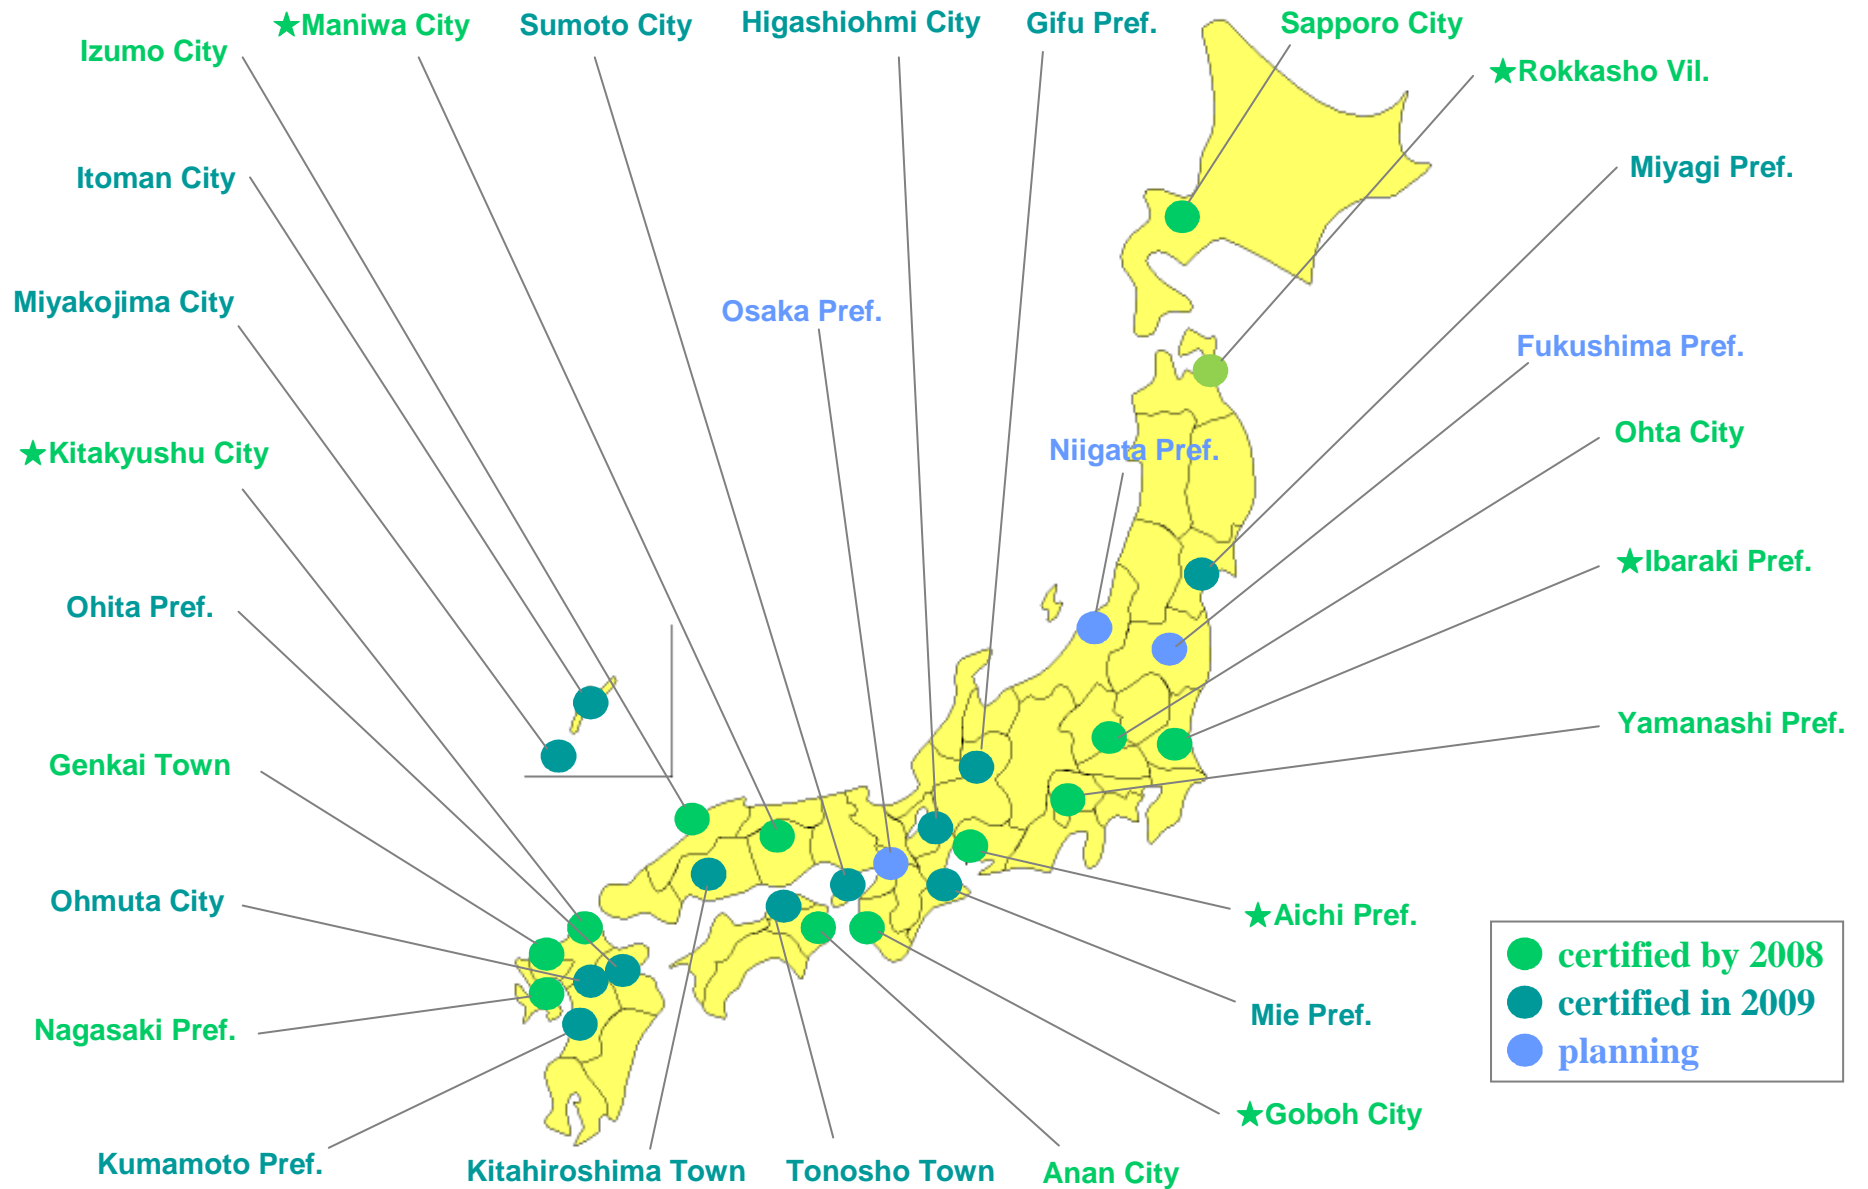 ★Maniwa City
Sumoto City
Higashiohmi City
Gifu Pref.
Sapporo City
Izumo City
★Rokkasho Vil.
Itoman City
Miyagi Pref.
Miyakojima City
Osaka Pref.
Fukushima Pref.
Ohta City
★Kitakyushu City
Niigata Pref.
★Ibaraki Pref.
Ohita Pref.
Yamanashi Pref.
Genkai Town
Ohmuta City
★Aichi Pref.
certified by 2008
certified in 2009
planning
Mie Pref.
Nagasaki Pref.
★Goboh City
Kumamoto Pref.
Kitahiroshima Town
Tonosho Town
Anan City